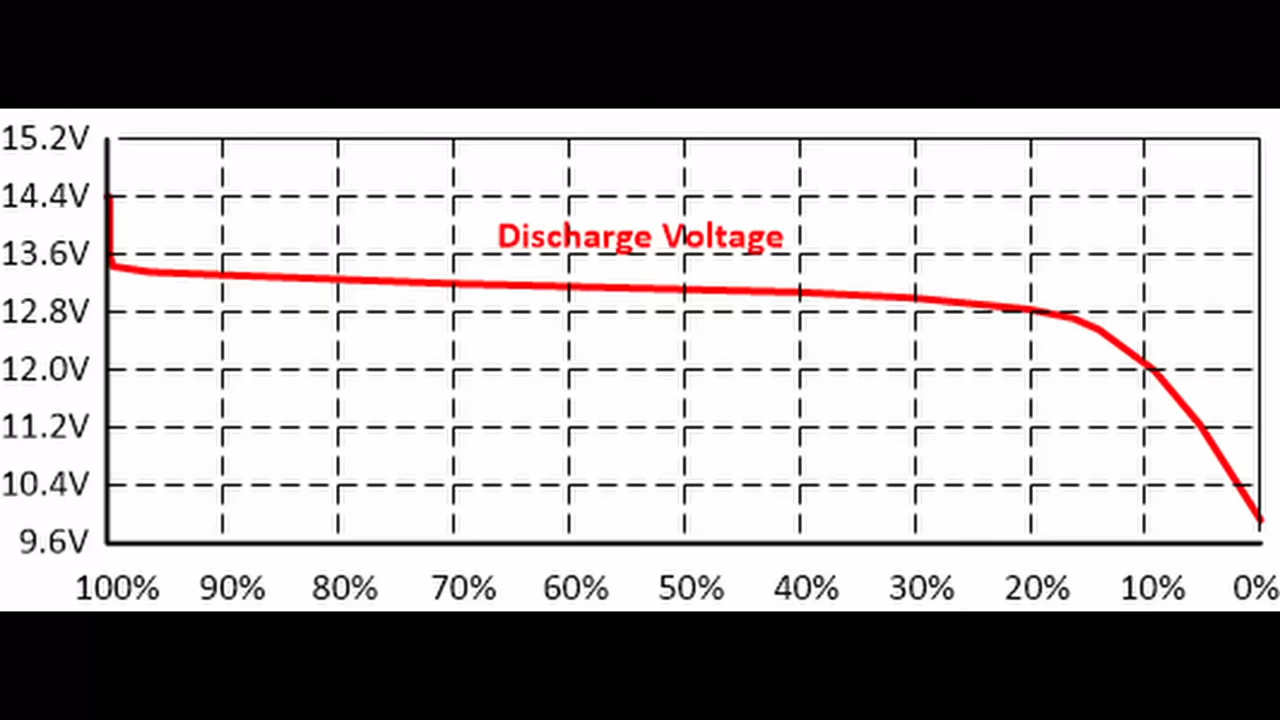 15.2V
14.4V
Discharge Voltage
13.6V
12.8V
12.0V
11.2V
10.4V
9.6V
100% 90% 80% 70% 60% 50% 40% 30% 20% 10% 0%